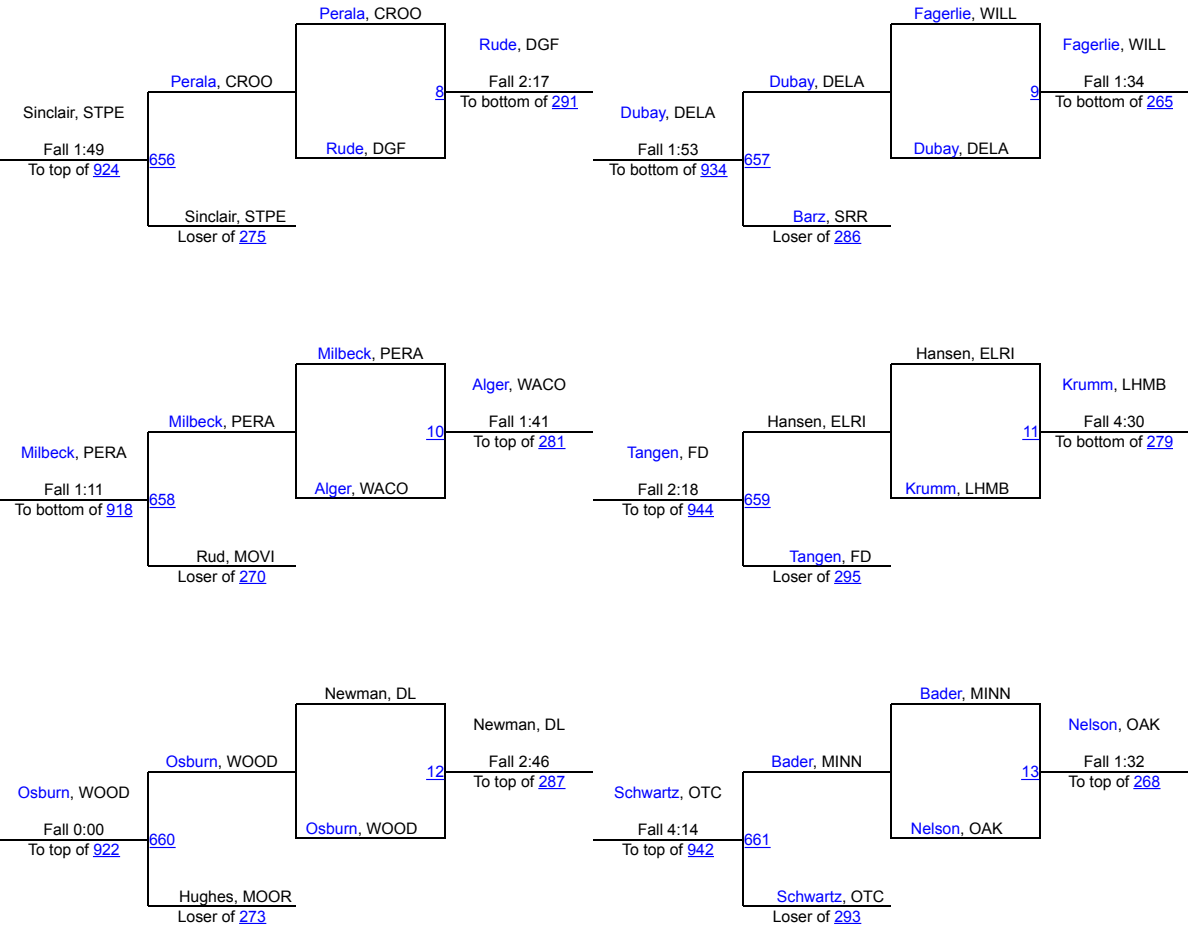 Perala, CROO
Rude, DGF
Perala, CROO
Fall 2:17
8
To bottom of 291
Sinclair, STPE
Fall 1:49
Rude, DGF
656
To top of 924
Sinclair, STPE
Loser of 275
Fagerlie, WILL
Fagerlie, WILL
Dubay, DELA
Fall 1:34
9
To bottom of 265
Dubay, DELA
Fall 1:53
Dubay, DELA
657
To bottom of 934
Barz, SRR
Loser of 286
Milbeck, PERA
Alger, WACO
Milbeck, PERA
Fall 1:41
10
To top of 281
Milbeck, PERA
Fall 1:11
Alger, WACO
658
To bottom of 918
Rud, MOVI
Loser of 270
Hansen, ELRI
Krumm, LHMB
Hansen, ELRI
Fall 4:30
11
To bottom of 279
Tangen, FD
Fall 2:18
Krumm, LHMB
659
To top of 944
Tangen, FD
Loser of 295
Newman, DL
Newman, DL
Osburn, WOOD
Fall 2:46
12
To top of 287
Osburn, WOOD
Fall 0:00
Osburn, WOOD
660
To top of 922
Hughes, MOOR
Loser of 273
Bader, MINN
Nelson, OAK
Bader, MINN
Fall 1:32
13
To top of 268
Schwartz, OTC
Fall 4:14
Nelson, OAK
661
To top of 942
Schwartz, OTC
Loser of 293